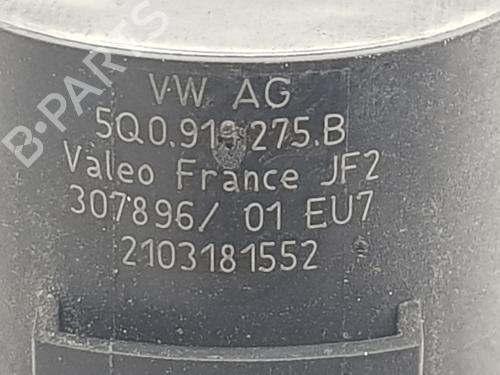 VW AG
5Q0.919.275.B
Valeo France JF2
307896/ 01 EU7
2103181552
B-Parts